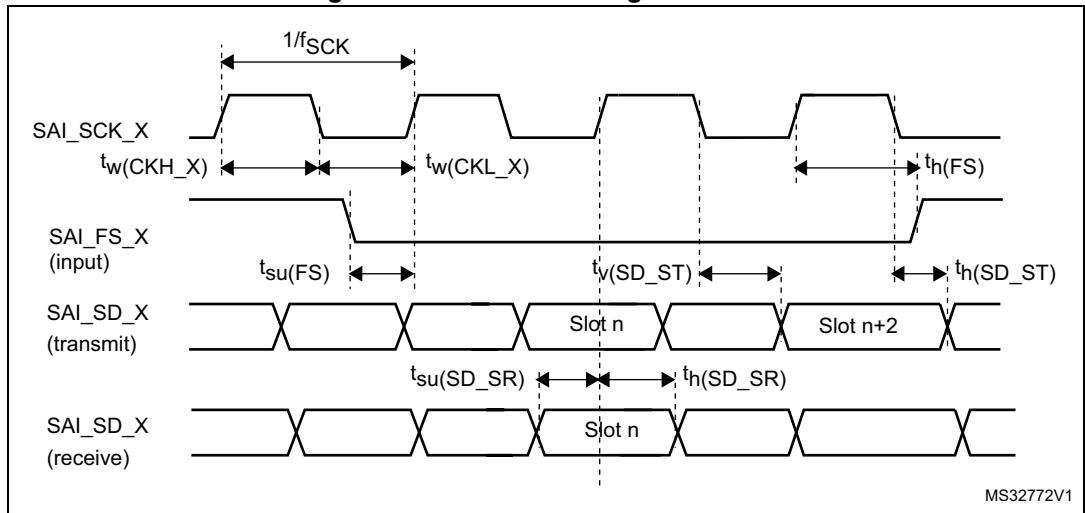 1/fSCK
SAI_SCK_X
tw(CKH_X)
tw(CKL_X)
th(FS)
SAI_FS_X
(input)
tsu(FS)
tv(SD_ST)
th(SD_ST)
SAI_SD_X
(transmit)
Slot n
Slot n+2
tsu(SD_SR)
th(SD_SR)
SAI_SD_X
(receive)
Slot n
MS32772V1